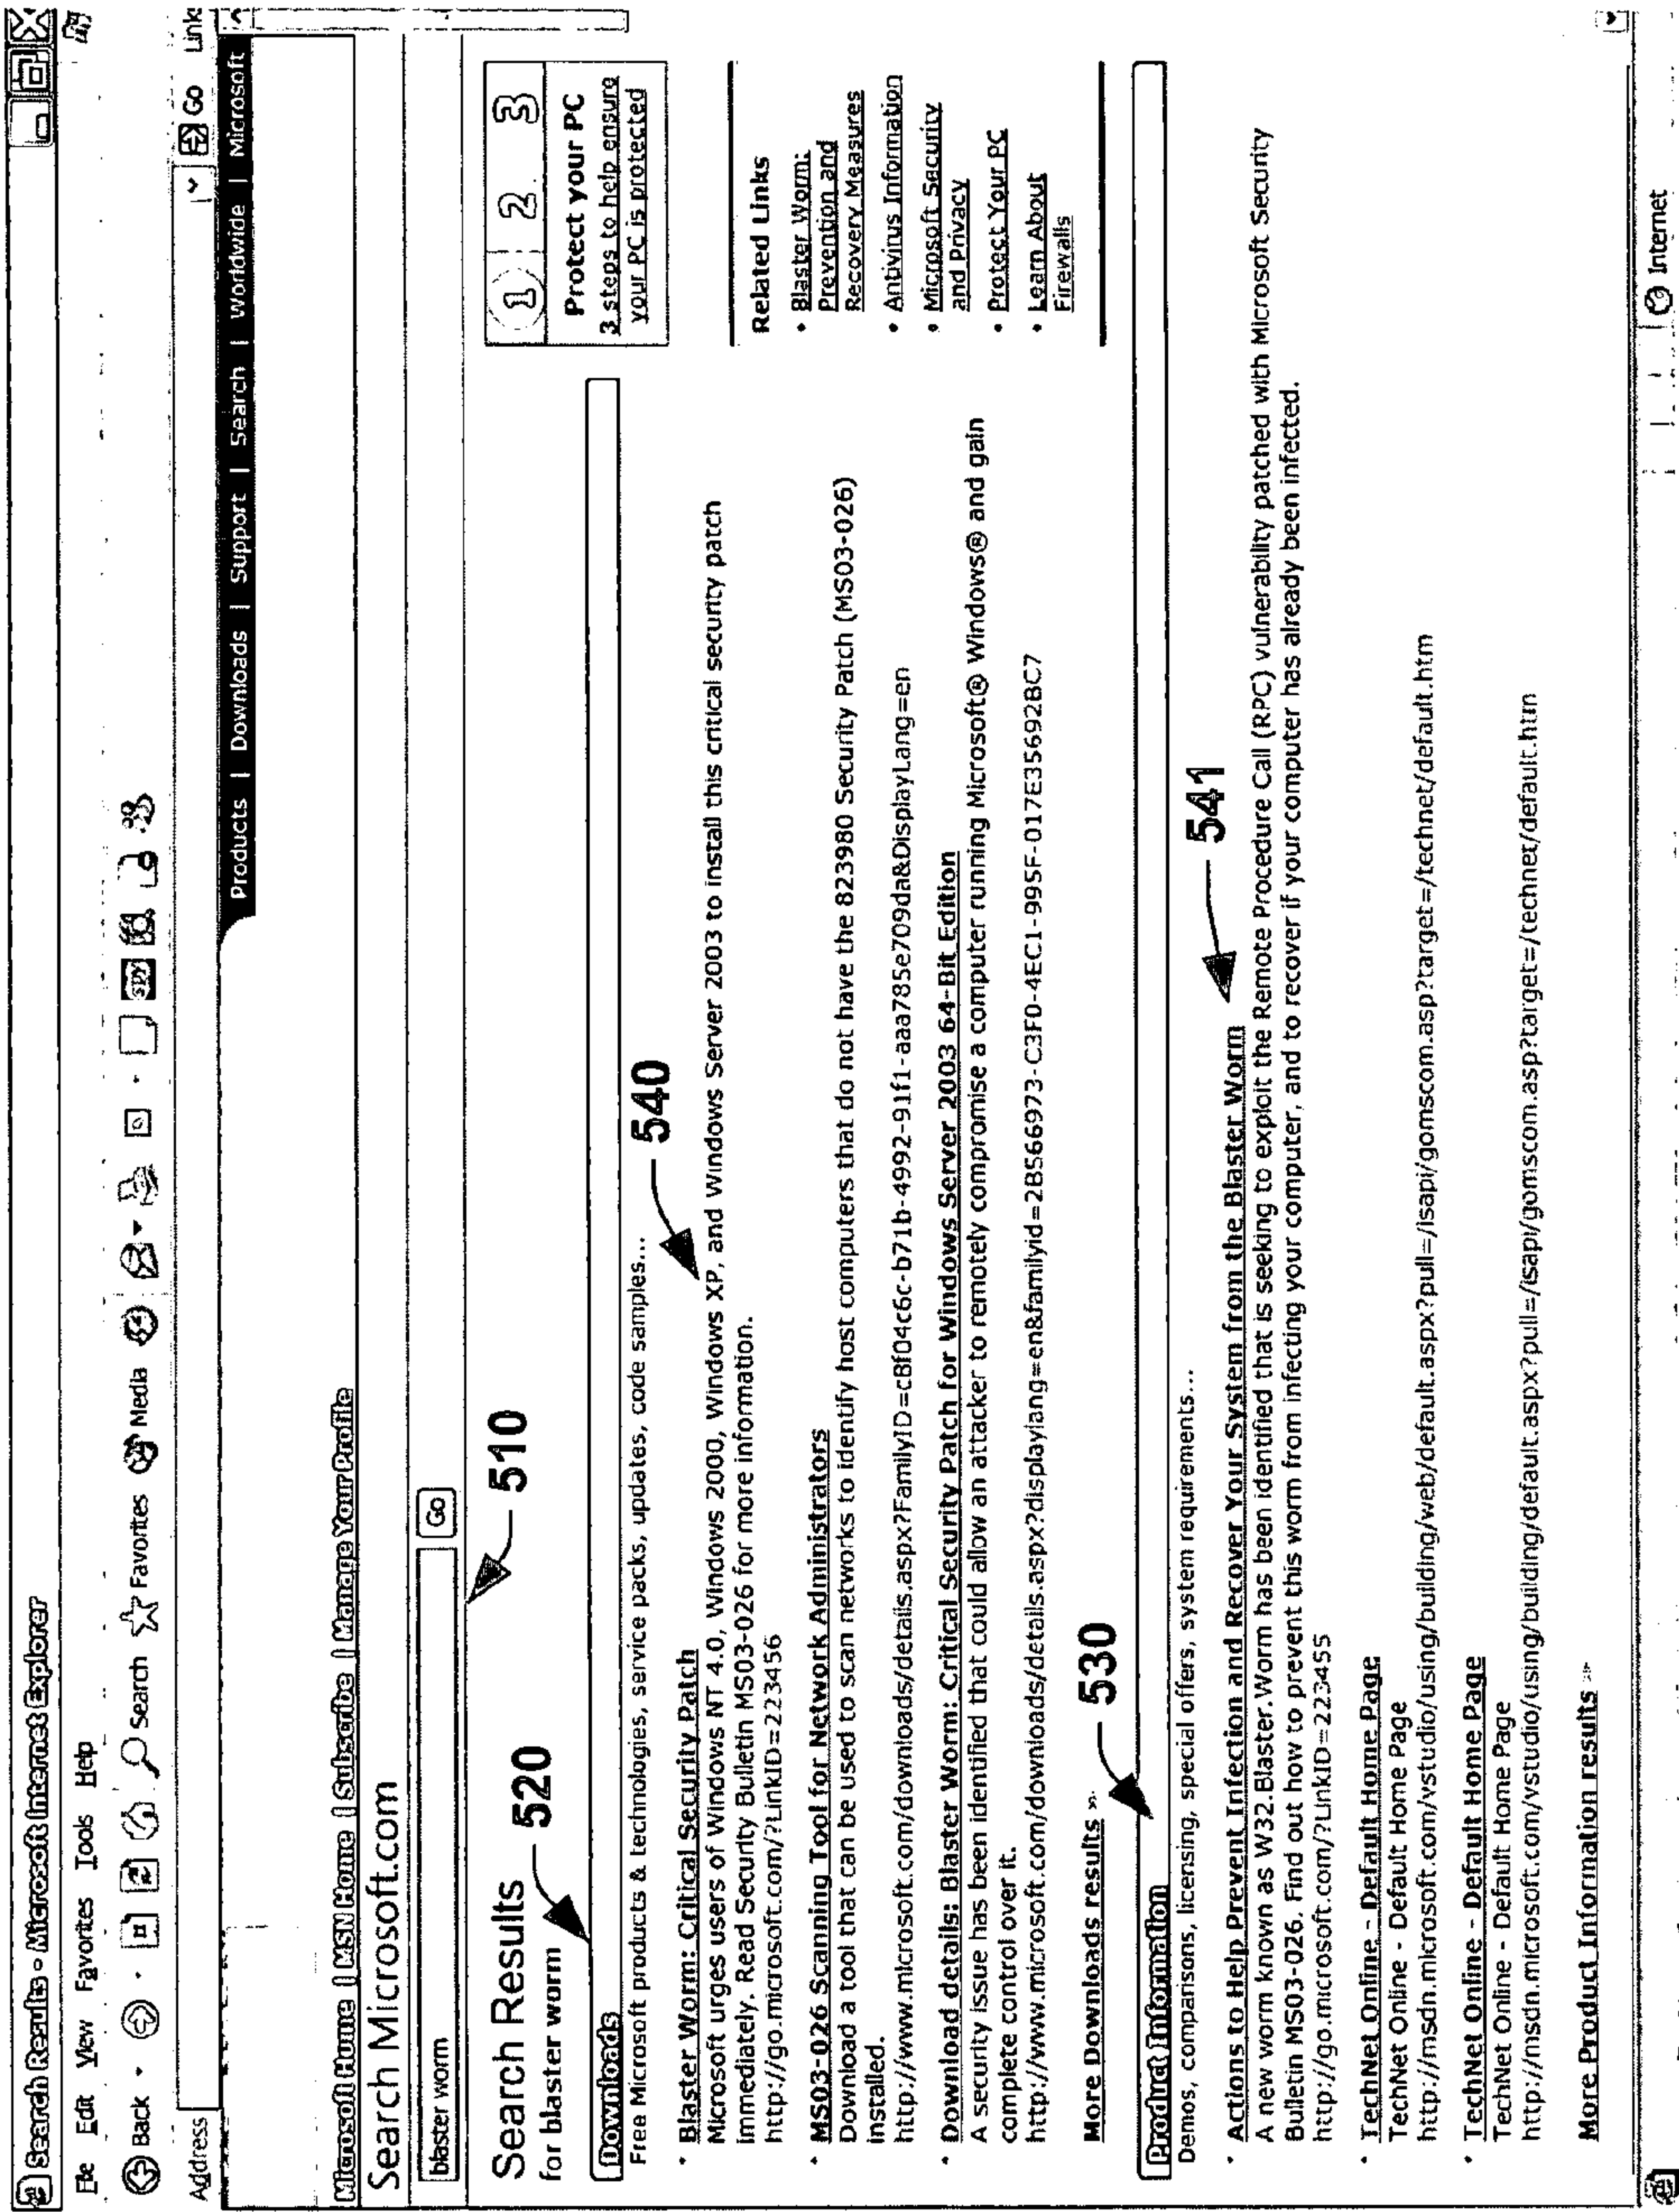 Search Results - Microsoft Internet Explorer
File Edit View Favorites Tools Help
Back Search Favorites Media
Address Go Links
Products | Downloads | Support | Search | Worldwide | Microsoft
Microsoft Home | MSN Home | Subscribe | Manage Your Profile
Search Microsoft.com
blaster worm Go
510
Search Results
for blaster worm
520
1 2 3
Protect your PC
3 steps to help ensure
your PC is protected
Downloads
Free Microsoft products & technologies, service packs, updates, code samples...
540
• Blaster Worm: Critical Security Patch
Microsoft urges users of Windows NT 4.0, Windows 2000, Windows XP, and Windows Server 2003 to install this critical security patch
immediately. Read Security Bulletin MS03-026 for more information.
http://go.microsoft.com/?LinkID=223456
• MS03-026 Scanning Tool for Network Administrators
Download a tool that can be used to scan networks to identify host computers that do not have the 823980 Security Patch (MS03-026)
installed.
http://www.microsoft.com/downloads/details.aspx?FamilyID=c8f04c6c-b71b-4992-91f1-aaa785e709da&DisplayLang=en
• Download details: Blaster Worm: Critical Security Patch for Windows Server 2003 64-Bit Edition
A security issue has been identified that could allow an attacker to remotely compromise a computer running Microsoft® Windows® and gain
complete control over it.
http://www.microsoft.com/downloads/details.aspx?displaylang=en&familyid=2B566973-C3F0-4EC1-995F-017E35692BC7
More Downloads results »
530
Related Links
• Blaster Worm:
Prevention and
Recovery Measures
• Antivirus Information
• Microsoft Security
and Privacy
• Protect Your PC
• Learn About
Firewalls
Product Information
Demos, comparisons, licensing, special offers, system requirements...
541
• Actions to Help Prevent Infection and Recover Your System from the Blaster Worm
A new worm known as W32.Blaster.Worm has been identified that is seeking to exploit the Remote Procedure Call (RPC) vulnerability patched with Microsoft Security
Bulletin MS03-026. Find out how to prevent this worm from infecting your computer, and to recover if your computer has already been infected.
http://go.microsoft.com/?LinkID=223455
• TechNet Online - Default Home Page
TechNet Online - Default Home Page
http://msdn.microsoft.com/vstudio/using/building/web/default.aspx?pull=/isapi/gomscom.asp?target=/technet/default.htm
• TechNet Online - Default Home Page
TechNet Online - Default Home Page
http://msdn.microsoft.com/vstudio/using/building/default.aspx?pull=/isapi/gomscom.asp?target=/technet/default.htm
More Product Information results »
Internet